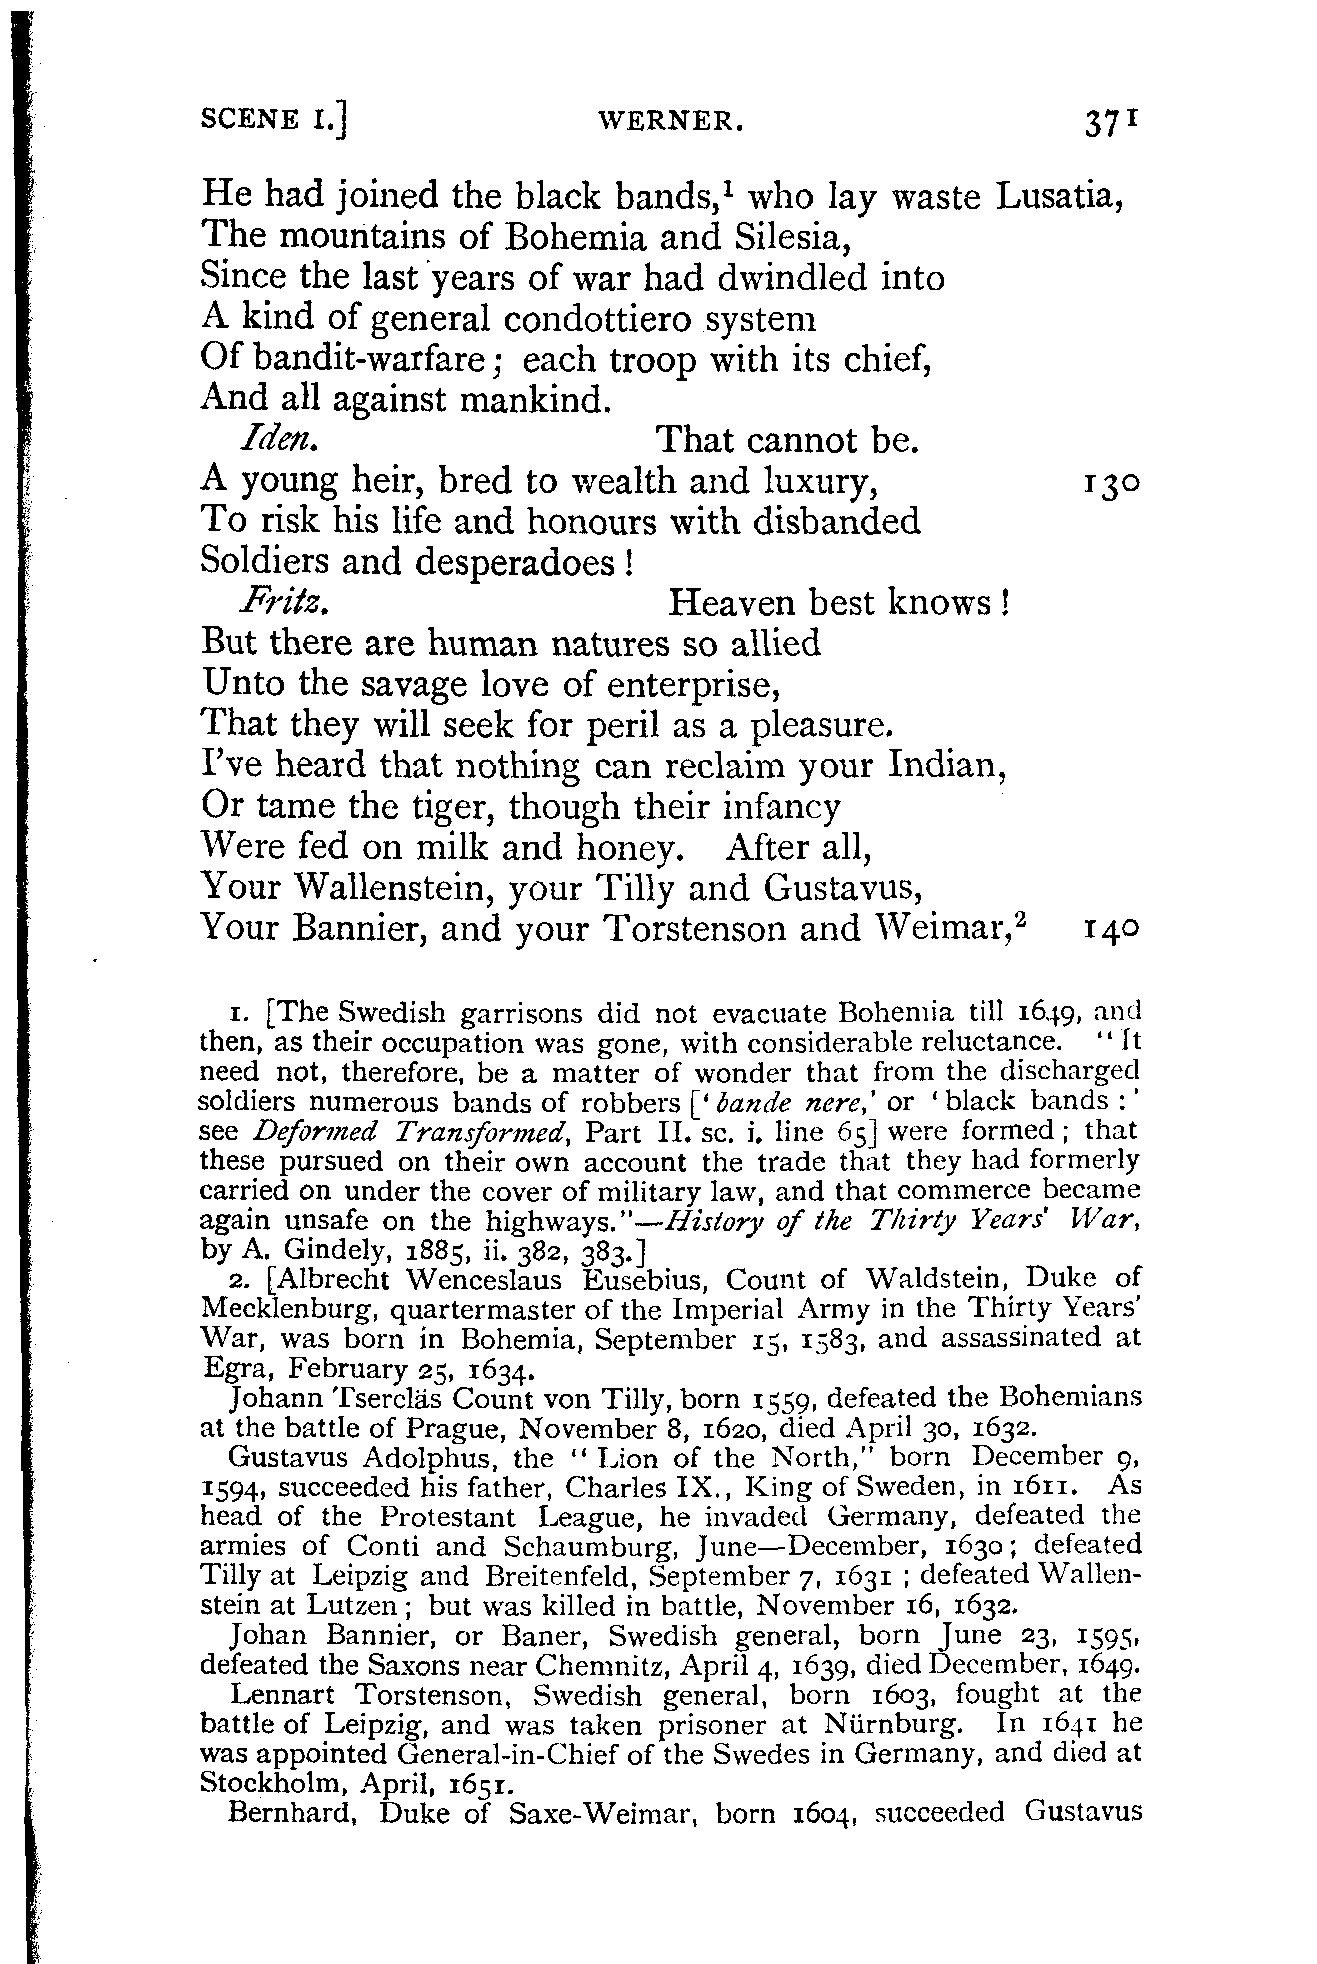 SCENE I.] WERNER. 371
He had joined the black bands,¹ who lay waste Lusatia,
The mountains of Bohemia and Silesia,
Since the last years of war had dwindled into
A kind of general condottiero system
Of bandit-warfare; each troop with its chief,
And all against mankind.
Iden. That cannot be.
A young heir, bred to wealth and luxury, 130
To risk his life and honours with disbanded
Soldiers and desperadoes!
Fritz. Heaven best knows!
But there are human natures so allied
Unto the savage love of enterprise,
That they will seek for peril as a pleasure.
I've heard that nothing can reclaim your Indian,
Or tame the tiger, though their infancy
Were fed on milk and honey. After all,
Your Wallenstein, your Tilly and Gustavus,
Your Bannier, and your Torstenson and Weimar,² 140
1. [The Swedish garrisons did not evacuate Bohemia till 1649, and
then, as their occupation was gone, with considerable reluctance. "It
need not, therefore, be a matter of wonder that from the discharged
soldiers numerous bands of robbers ['bande nere,' or 'black bands:'
see Deformed Transformed, Part II. sc. i. line 65] were formed; that
these pursued on their own account the trade that they had formerly
carried on under the cover of military law, and that commerce became
again unsafe on the highways."—History of the Thirty Years' War,
by A. Gindely, 1885, ii. 382, 383.]
2. [Albrecht Wenceslaus Eusebius, Count of Waldstein, Duke of
Mecklenburg, quartermaster of the Imperial Army in the Thirty Years'
War, was born in Bohemia, September 15, 1583, and assassinated at
Egra, February 25, 1634.
Johann Tserclãs Count von Tilly, born 1559, defeated the Bohemians
at the battle of Prague, November 8, 1620, died April 30, 1632.
Gustavus Adolphus, the "Lion of the North," born December 9,
1594, succeeded his father, Charles IX., King of Sweden, in 1611. As
head of the Protestant League, he invaded Germany, defeated the
armies of Conti and Schaumburg, June—December, 1630; defeated
Tilly at Leipzig and Breitenfeld, September 7, 1631; defeated Wallen-
stein at Lutzen; but was killed in battle, November 16, 1632.
Johan Bannier, or Baner, Swedish general, born June 23, 1595,
defeated the Saxons near Chemnitz, April 4, 1639, died December, 1649.
Lennart Torstenson, Swedish general, born 1603, fought at the
battle of Leipzig, and was taken prisoner at Nürnburg. In 1641 he
was appointed General-in-Chief of the Swedes in Germany, and died at
Stockholm, April, 1651.
Bernhard, Duke of Saxe-Weimar, born 1604, succeeded Gustavus